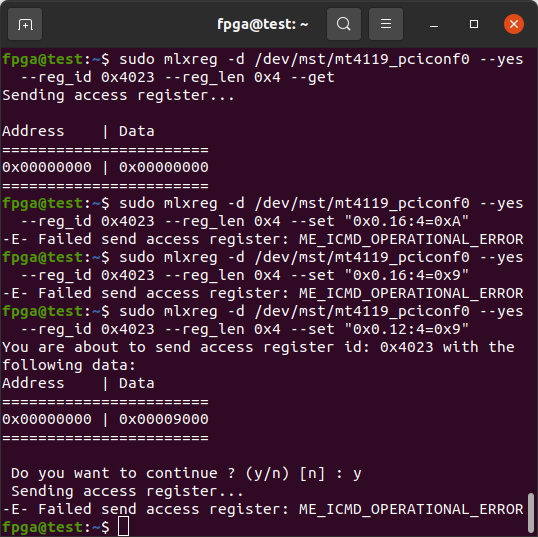 fpga@test: ~
fpga@test:~$ sudo mlxreg -d /dev/mst/mt4119_pciconf0 --yes
--reg_id 0x4023 --reg_len 0x4 --get
Sending access register...
Address    | Data
=======================
0x00000000 | 0x00000000
=======================
fpga@test:~$ sudo mlxreg -d /dev/mst/mt4119_pciconf0 --yes
--reg_id 0x4023 --reg_len 0x4 --set "0x0.16:4=0xA"
-E- Failed send access register: ME_ICMD_OPERATIONAL_ERROR
fpga@test:~$ sudo mlxreg -d /dev/mst/mt4119_pciconf0 --yes
--reg_id 0x4023 --reg_len 0x4 --set "0x0.16:4=0x9"
-E- Failed send access register: ME_ICMD_OPERATIONAL_ERROR
fpga@test:~$ sudo mlxreg -d /dev/mst/mt4119_pciconf0 --yes
--reg_id 0x4023 --reg_len 0x4 --set "0x0.12:4=0x9"
You are about to send access register id: 0x4023 with the
following data:
Address    | Data
=======================
0x00000000 | 0x00009000
=======================
Do you want to continue ? (y/n) [n] : y
Sending access register...
-E- Failed send access register: ME_ICMD_OPERATIONAL_ERROR
fpga@test:~$